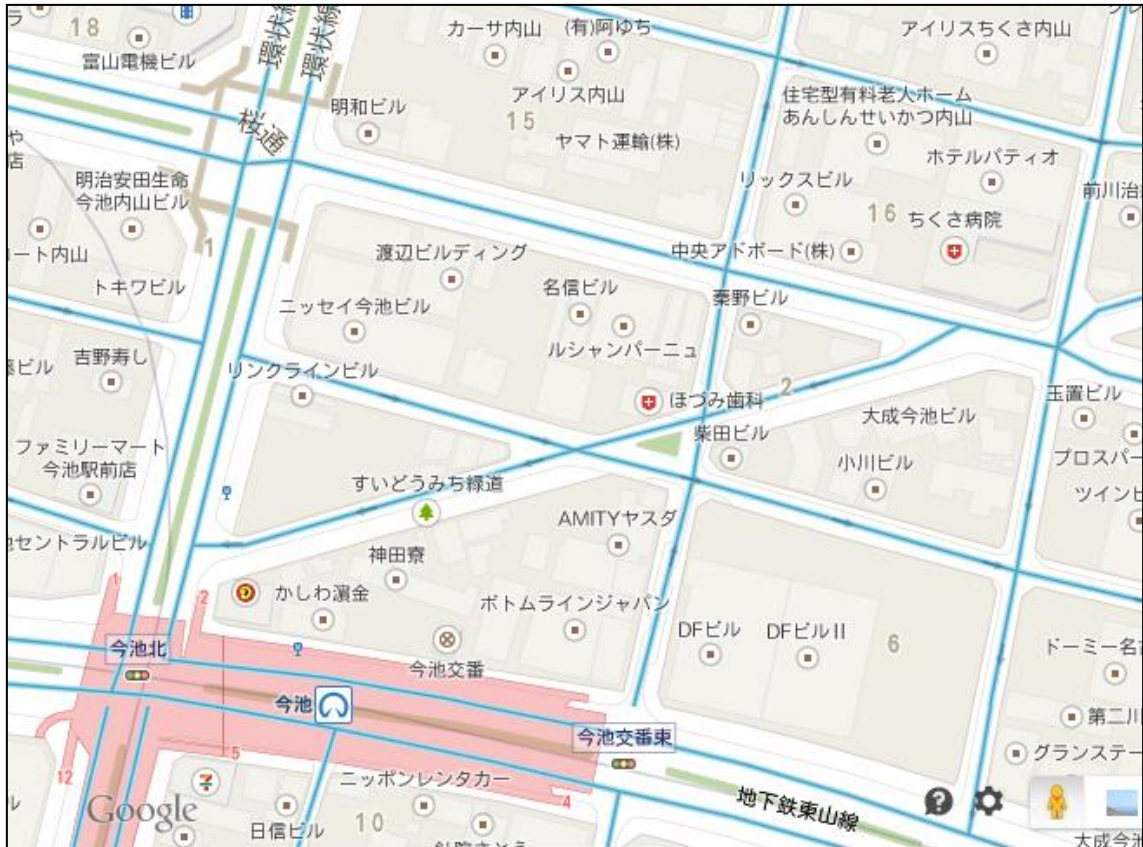 18
富山電機ビル
環状線
環状線
カーサ内山
(有)阿ゆち
アイリスちくさ内山
桜通
明和ビル
アイリス内山
15
ヤマト運輸(株)
住宅型有料老人ホーム
あんしんせいかつ内山
ホテルパティオ
や
店
明治安田生命
今池内山ビル
リックスビル
16
ちくさ病院
前川治
1
ート内山
渡辺ビルディング
中央アドボード(株)
トキワビル
ニッセイ今池ビル
名信ビル
秦野ビル
ルシャンパーニュ
ビル
吉野寿し
リンクラインビル
2
ほづみ歯科
玉置ビル
大成今池ビル
柴田ビル
ファミリーマート
今池駅前店
小川ビル
プロスパー
すいどうみち緑道
ツインビ
AMITYヤスダ
セントラルビル
神田寮
1
2
かしわ濵金
ボトムラインジャパン
DFビル
DFビルII
6
今池北
今池交番
ドーミー名
今池
今池交番東
第二川
グランステー
5
12
ニッポンレンタカー
4
地下鉄東山線
Google
日信ビル
10
大成今池